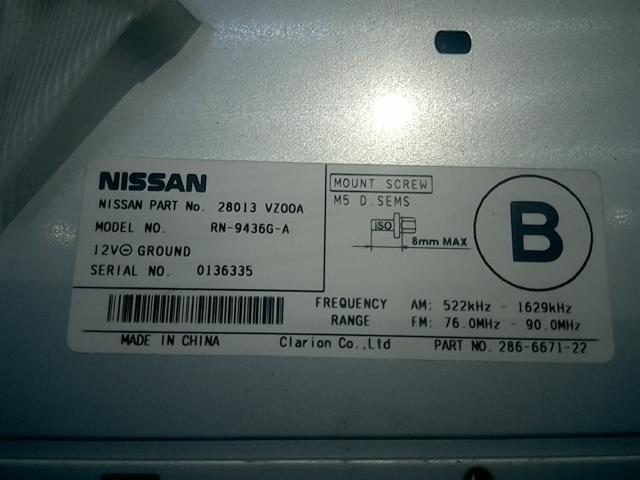 NISSAN
NISSAN PART No. 28013 VZ00A
MODEL NO. RN-9436G-A
12V⊖ GROUND
SERIAL NO. 0136335
MOUNT SCREW
M5 D.SEMS
ISO
8mm MAX
B
FREQUENCY RANGE AM: 522kHz - 1629kHz
FM: 76.0MHz - 90.0MHz
MADE IN CHINA Clarion Co.,Ltd PART NO. 286-6671-22